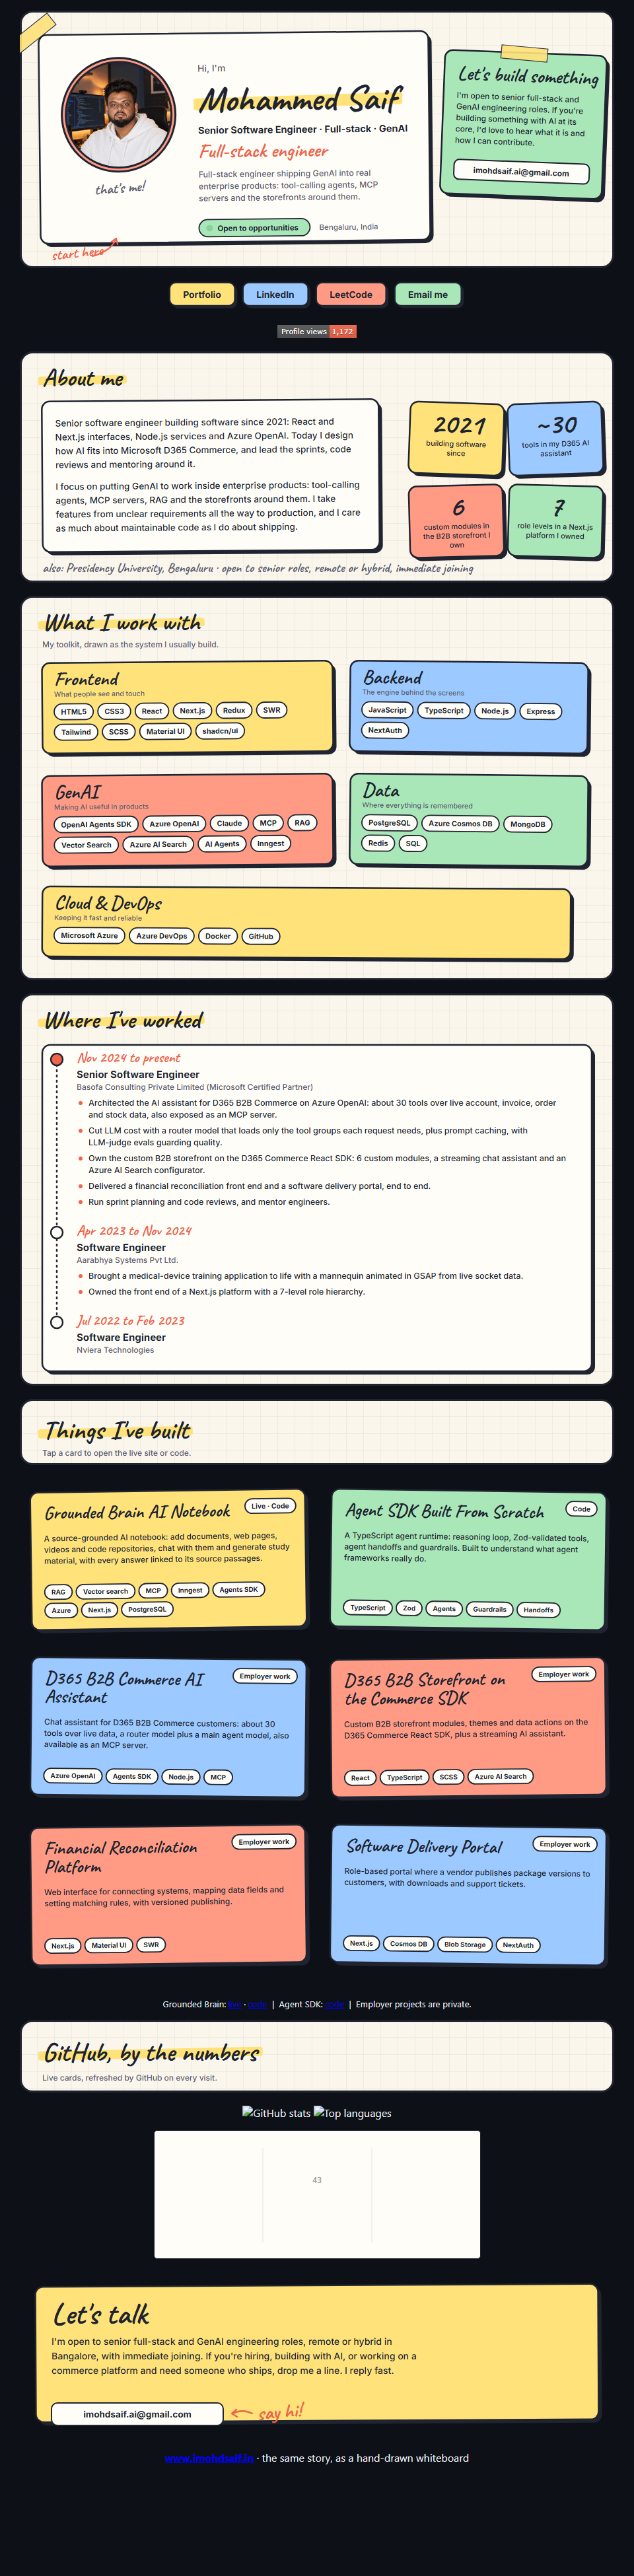 Hi, I'm
Mohammed Saif
Senior Software Engineer · Full-stack · GenAI
Full-stack engineer
Full-stack engineer shipping GenAI into real
enterprise products: tool-calling agents, MCP
servers and the storefronts around them.
Open to opportunities
Bengaluru, India
that's me!
start here
Let's build something
I'm open to senior full-stack and
GenAI engineering roles. If you're
building something with AI at its
core, I'd love to hear what it is and
how I can contribute.
imohdsaif.ai@gmail.com
Portfolio
LinkedIn
LeetCode
Email me
Profile views 1,172
About me
Senior software engineer building software since 2021: React and
Next.js interfaces, Node.js services and Azure OpenAI. Today I design
how AI fits into Microsoft D365 Commerce, and lead the sprints, code
reviews and mentoring around it.
I focus on putting GenAI to work inside enterprise products: tool-calling
agents, MCP servers, RAG and the storefronts around them. I take
features from unclear requirements all the way to production, and I care
as much about maintainable code as I do about shipping.
2021
building software
since
~30
tools in my D365 AI
assistant
6
custom modules in
the B2B storefront I
own
7
role levels in a Next.js
platform I owned
also: Presidency University, Bengaluru · open to senior roles, remote or hybrid, immediate joining
What I work with
My toolkit, drawn as the system I usually build.
Frontend
What people see and touch
HTML5 CSS3 React Next.js Redux SWR
Tailwind SCSS Material UI shadcn/ui
Backend
The engine behind the screens
JavaScript TypeScript Node.js Express
NextAuth
GenAI
Making AI useful in products
OpenAI Agents SDK Azure OpenAI Claude MCP RAG
Vector Search Azure AI Search AI Agents Inngest
Data
Where everything is remembered
PostgreSQL Azure Cosmos DB MongoDB
Redis SQL
Cloud & DevOps
Keeping it fast and reliable
Microsoft Azure Azure DevOps Docker GitHub
Where I've worked
Nov 2024 to present
Senior Software Engineer
Basofa Consulting Private Limited (Microsoft Certified Partner)
Architected the AI assistant for D365 B2B Commerce on Azure OpenAI: about 30 tools over live account, invoice, order
and stock data, also exposed as an MCP server.
Cut LLM cost with a router model that loads only the tool groups each request needs, plus prompt caching, with
LLM-judge evals guarding quality.
Own the custom B2B storefront on the D365 Commerce React SDK: 6 custom modules, a streaming chat assistant and an
Azure AI Search configurator.
Delivered a financial reconciliation front end and a software delivery portal, end to end.
Run sprint planning and code reviews, and mentor engineers.
Apr 2023 to Nov 2024
Software Engineer
Aarabhya Systems Pvt Ltd.
Brought a medical-device training application to life with a mannequin animated in GSAP from live socket data.
Owned the front end of a Next.js platform with a 7-level role hierarchy.
Jul 2022 to Feb 2023
Software Engineer
Nviera Technologies
Things I've built
Tap a card to open the live site or code.
Grounded Brain AI Notebook
Live · Code
A source-grounded AI notebook: add documents, web pages,
videos and code repositories, chat with them and generate study
material, with every answer linked to its source passages.
RAG Vector search MCP Inngest Agents SDK
Azure Next.js PostgreSQL
Agent SDK Built From Scratch
Code
A TypeScript agent runtime: reasoning loop, Zod-validated tools,
agent handoffs and guardrails. Built to understand what agent
frameworks really do.
TypeScript Zod Agents Guardrails Handoffs
D365 B2B Commerce AI
Assistant
Employer work
Chat assistant for D365 B2B Commerce customers: about 30
tools over live data, a router model plus a main agent model, also
available as an MCP server.
Azure OpenAI Agents SDK Node.js MCP
D365 B2B Storefront on
the Commerce SDK
Employer work
Custom B2B storefront modules, themes and data actions on the
D365 Commerce React SDK, plus a streaming AI assistant.
React TypeScript SCSS Azure AI Search
Financial Reconciliation
Platform
Employer work
Web interface for connecting systems, mapping data fields and
setting matching rules, with versioned publishing.
Next.js Material UI SWR
Software Delivery Portal
Employer work
Role-based portal where a vendor publishes package versions to
customers, with downloads and support tickets.
Next.js Cosmos DB Blob Storage NextAuth
Grounded Brain: live · code | Agent SDK: code | Employer projects are private.
GitHub, by the numbers
Live cards, refreshed by GitHub on every visit.
GitHub stats Top languages
43
Let's talk
I'm open to senior full-stack and GenAI engineering roles, remote or hybrid in
Bangalore, with immediate joining. If you're hiring, building with AI, or working on a
commerce platform and need someone who ships, drop me a line. I reply fast.
imohdsaif.ai@gmail.com
say hi!
www.imohdsaif.in · the same story, as a hand-drawn whiteboard